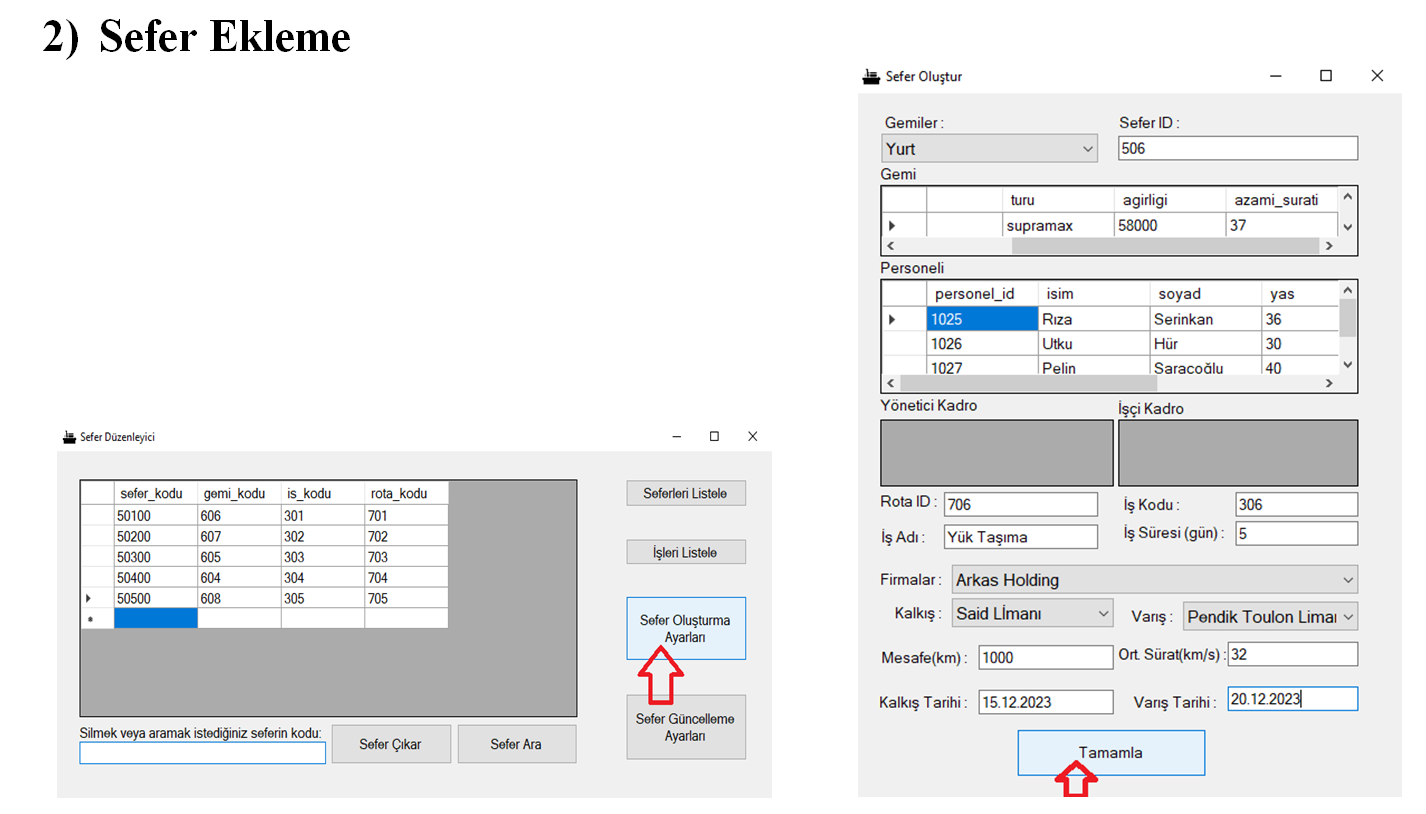 2) Sefer Ekleme
Sefer Düzenleyici
sefer_kodu gemi_kodu is_kodu rota_kodu
50100 606 301 701
50200 607 302 702
50300 605 303 703
50400 604 304 704
50500 608 305 705
Seferleri Listele
İşleri Listele
Sefer Oluşturma
Ayarları
Sefer Güncelleme
Ayarları
Silmek veya aramak istediğiniz seferin kodu:
Sefer Çıkar
Sefer Ara
Sefer Oluştur
Gemiler : Sefer ID :
Yurt 506
Gemi
turu agirligi azami_surati
supramax 58000 37
Personeli
personel_id isim soyad yas
1025 Rıza Serinkan 36
1026 Utku Hür 30
1027 Pelin Saracoğlu 40
Yönetici Kadro İşçi Kadro
Rota ID : 706 İş Kodu : 306
İş Adı : Yük Taşıma İş Süresi (gün) : 5
Firmalar : Arkas Holding
Kalkış : Said Lİmanı Varış : Pendik Toulon Limaı
Mesafe(km) : 1000 Ort. Sürat(km/s) : 32
Kalkış Tarihi : 15.12.2023 Varış Tarihi : 20.12.2023
Tamamla